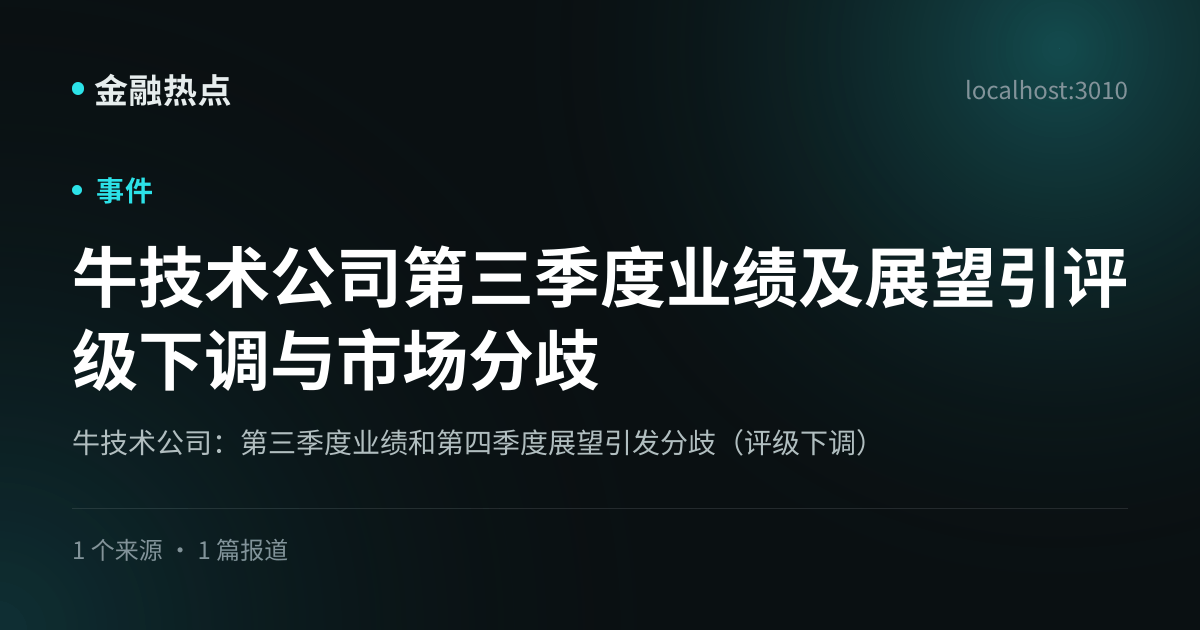 金融热点
localhost:3010
事件
牛技术公司第三季度业绩及展望引评
级下调与市场分歧
牛技术公司：第三季度业绩和第四季度展望引发分歧（评级下调）
1 个来源 · 1 篇报道